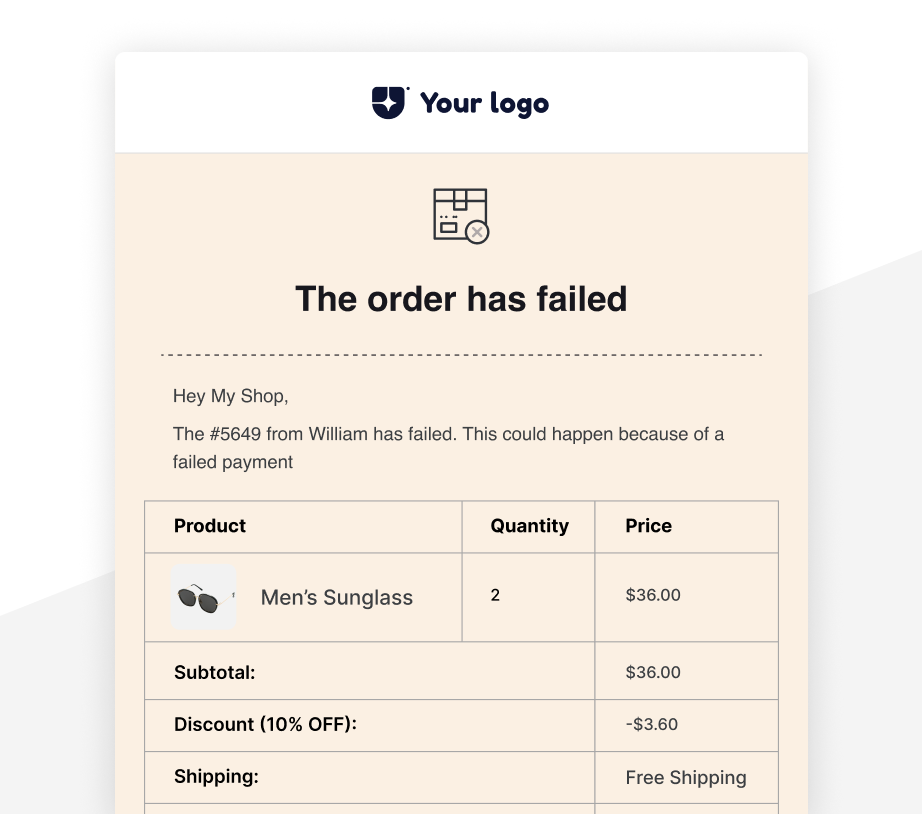 Your logo
The order has failed
Hey My Shop,
The #5649 from William has failed. This could happen because of a
failed payment
Product Quantity Price
Men’s Sunglass 2 $36.00
Subtotal: $36.00
Discount (10% OFF): -$3.60
Shipping: Free Shipping